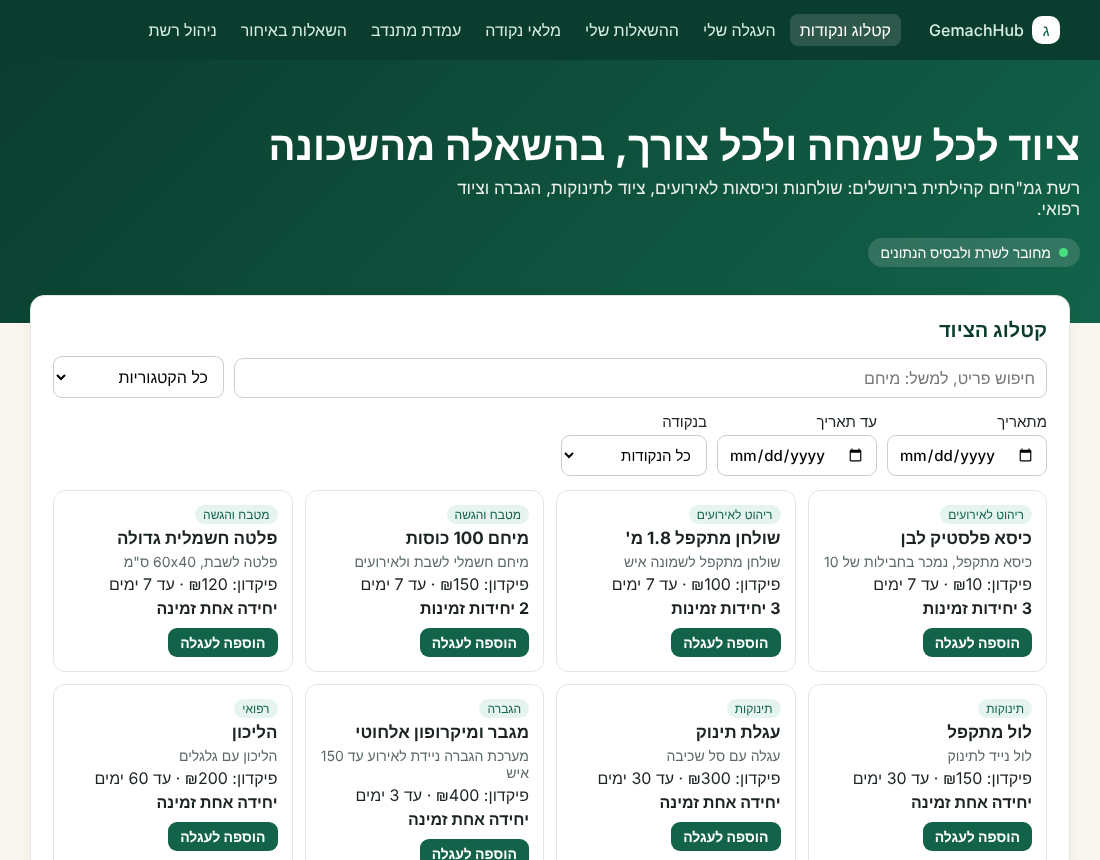 ג GemachHub קטלוג ונקודות העגלה שלי ההשאלות שלי מלאי נקודה עמדת מתנדב השאלות באיחור ניהול רשת
ציוד לכל שמחה ולכל צורך, בהשאלה מהשכונה
רשת גמ"חים קהילתית בירושלים: שולחנות וכיסאות לאירועים, ציוד לתינוקות, הגברה וציוד
רפואי.
מחובר לשרת ולבסיס הנתונים
קטלוג הציוד
חיפוש פריט, למשל: מיחם כל הקטגוריות
מתאריך עד תאריך בנקודה
mm/dd/yyyy mm/dd/yyyy כל הנקודות
ריהוט לאירועים
כיסא פלסטיק לבן
כיסא מתקפל, נמכר בחבילות של 10
פיקדון: ₪10 · עד 7 ימים
3 יחידות זמינות
הוספה לעגלה
ריהוט לאירועים
שולחן מתקפל 1.8 מ'
שולחן מתקפל לשמונה איש
פיקדון: ₪100 · עד 7 ימים
3 יחידות זמינות
הוספה לעגלה
מטבח והגשה
מיחם 100 כוסות
מיחם חשמלי לשבת ולאירועים
פיקדון: ₪150 · עד 7 ימים
2 יחידות זמינות
הוספה לעגלה
מטבח והגשה
פלטה חשמלית גדולה
פלטה לשבת, 60x40 ס"מ
פיקדון: ₪120 · עד 7 ימים
יחידה אחת זמינה
הוספה לעגלה
תינוקות
לול מתקפל
לול נייד לתינוק
פיקדון: ₪150 · עד 30 ימים
יחידה אחת זמינה
הוספה לעגלה
תינוקות
עגלת תינוק
עגלה עם סל שכיבה
פיקדון: ₪300 · עד 30 ימים
יחידה אחת זמינה
הוספה לעגלה
הגברה
מגבר ומיקרופון אלחוטי
מערכת הגברה ניידת לאירוע עד 150
איש
פיקדון: ₪400 · עד 3 ימים
יחידה אחת זמינה
הוספה לעגלה
רפואי
הליכון
הליכון עם גלגלים
פיקדון: ₪200 · עד 60 ימים
יחידה אחת זמינה
הוספה לעגלה